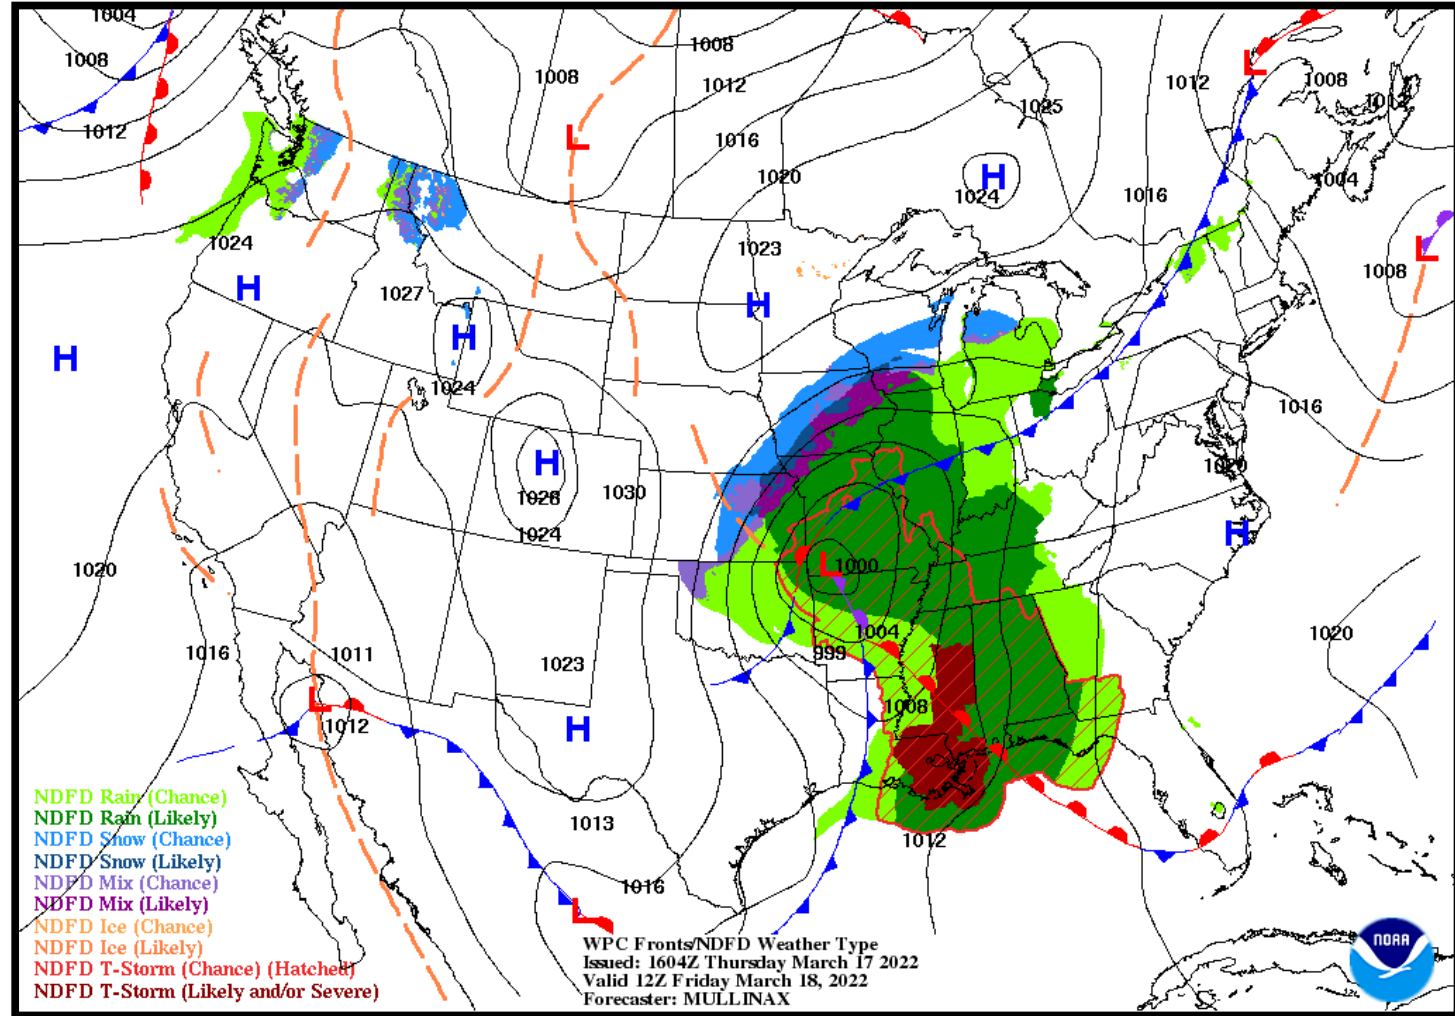 1004
1008
1008
1008
1012
1012
1008
1012
1025
1012
1016
1020
1024
1016
1004
1024
1023
1008
1027
1024
1016
1028
1030
1020
1024
1020
1000
1016
1011
1023
1004
999
1020
1012
1008
1013
1012
1016
H
H
H
H
H
H
H
H
L
L
L
L
L
L
NDFD Rain (Chance)
NDFD Rain (Likely)
NDFD Snow (Chance)
NDFD Snow (Likely)
NDFD Mix (Chance)
NDFD Mix (Likely)
NDFD Ice (Chance)
NDFD Ice (Likely)
NDFD T-Storm (Chance) (Hatched)
NDFD T-Storm (Likely and/or Severe)
WPC Fronts/NDFD Weather Type
Issued: 1604Z Thursday March 17 2022
Valid 12Z Friday March 18, 2022
Forecaster: MULLINAX
NOAA